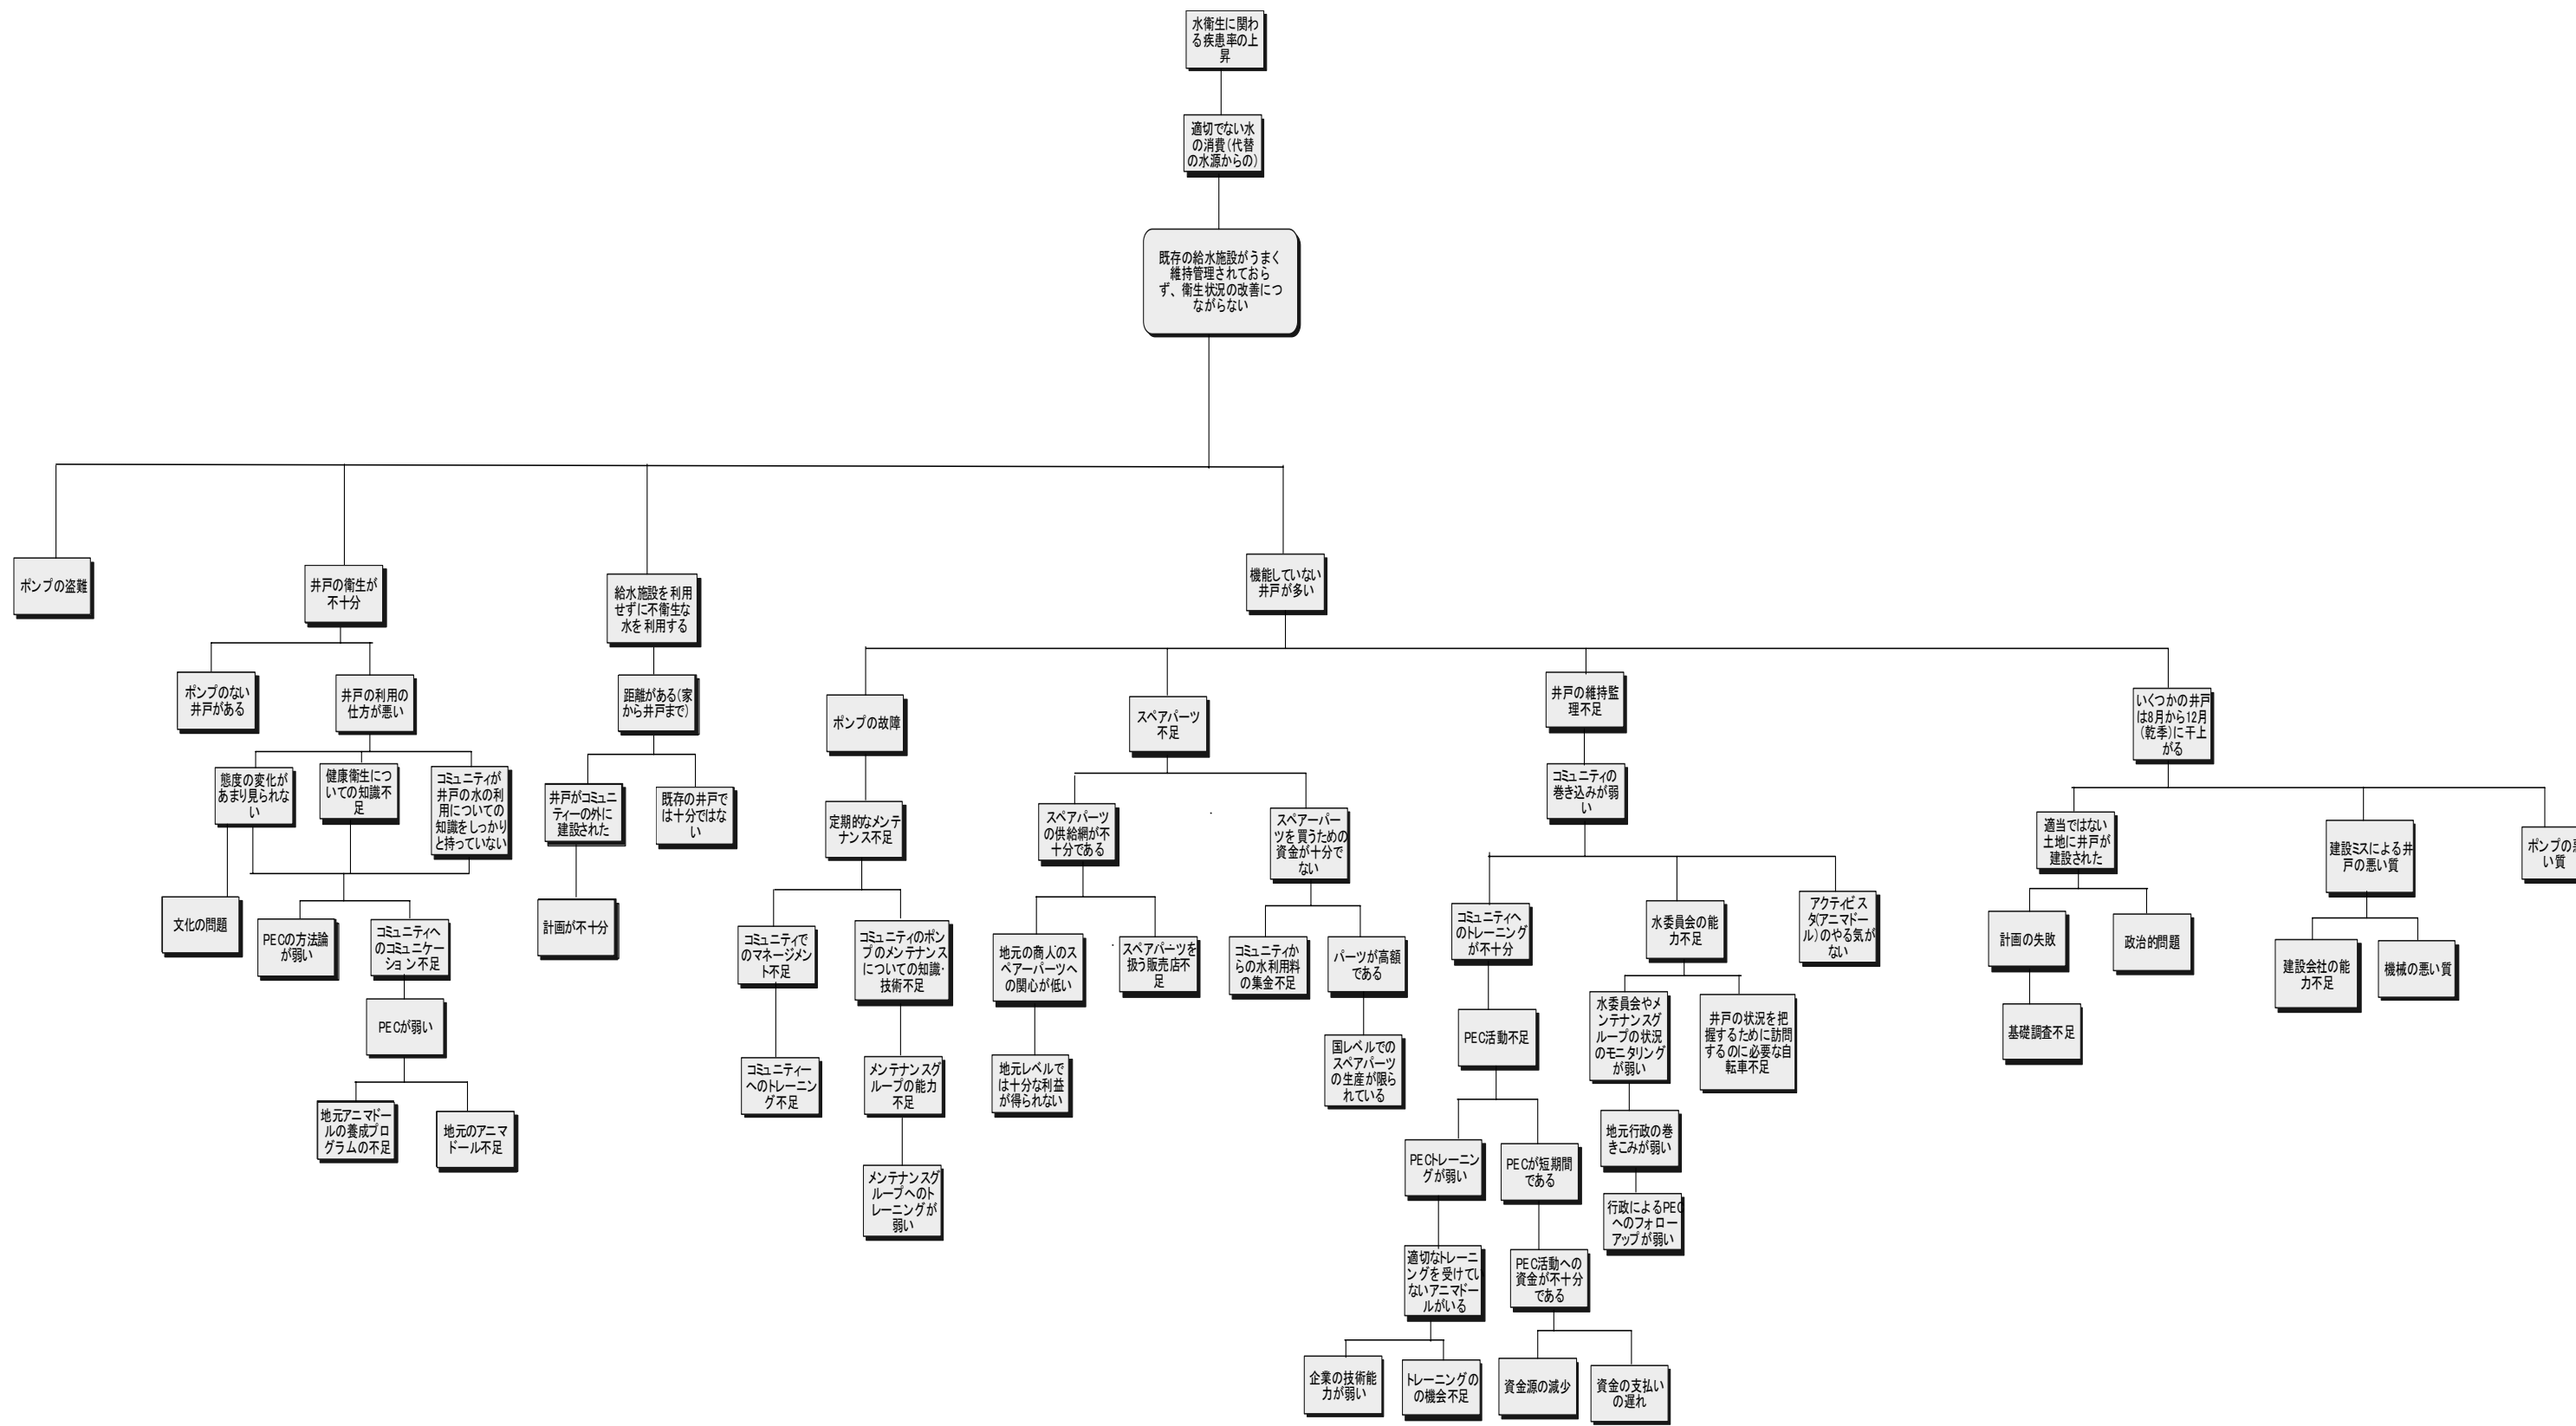 水衛生に関わ
る疾患率の上
昇
適切でない水
の消費(代替
の水源からの)
既存の給水施設がうまく
維持管理されておら
ず、衛生状況の改善につ
ながらない
ポンプの盗難
井戸の衛生が
不十分
給水施設を利用
せずに不衛生な
水を利用する
機能していない
井戸が多い
ポンプのない
井戸がある
井戸の利用の
仕方が悪い
距離がある(家
から井戸まで)
ポンプの故障
スペアパーツ
不足
井戸の維持監
理不足
いくつかの井戸
は8月から12月
(乾季)に干上
がる
態度の変化が
あまり見られな
い
健康衛生につ
いての知識不
足
コミュニティが
井戸の水の利
用についての
知識をしっかり
と持っていない
井戸がコミュニ
ティーの外に
建設された
既存の井戸で
は十分ではな
い
定期的なメンテ
ナンス不足
スペアパーツ
の供給網が不
十分である
スペアーパー
ツを買うための
資金が十分で
ない
コミュニティの
巻き込みが弱
い
適当ではない
土地に井戸が
建設された
建設ミスによる井
戸の悪い質
ポンプの悪
い質
文化の問題
PECの方法論
が弱い
コミュニティへ
のコミュニケー
ション不足
計画が不十分
コミュニティで
のマネージメン
ト不足
コミュニティのポン
プのメンテナンス
についての知識・
技術不足
地元の商人のス
ペアーパーツへ
の関心が低い
スペアパーツを
扱う販売店不
足
コミュニティか
らの水利用料
の集金不足
パーツが高額
である
コミュニティへ
のトレーニング
が不十分
水委員会の能
力不足
アクティビス
タ(アニマドー
ル)のやる気が
ない
計画の失敗
政治的問題
建設会社の能
力不足
機械の悪い質
PECが弱い
コミュニティー
へのトレーニン
グ不足
メンテナンスグ
ループの能力
不足
地元レベルで
は十分な利益
が得られない
国レベルでの
スペアパーツ
の生産が限ら
れている
PEC活動不足
水委員会やメ
ンテナンスグ
ループの状況
のモニタリング
が弱い
井戸の状況を把
握するために訪問
するのに必要な自
転車不足
基礎調査不足
地元アニマドー
ルの養成プロ
グラムの不足
地元のアニマ
ドール不足
メンテナンスグ
ループへのト
レーニングが
弱い
PECトレーニン
グが弱い
PECが短期間
である
地元行政の巻
きこみが弱い
行政によるPEC
へのフォロー
アップが弱い
適切なトレーニ
ングを受けてい
ないアニマドー
ルがいる
PEC活動への
資金が不十分
である
企業の技術能
力が弱い
トレーニングの
の機会不足
資金源の減少
資金の支払い
の遅れ